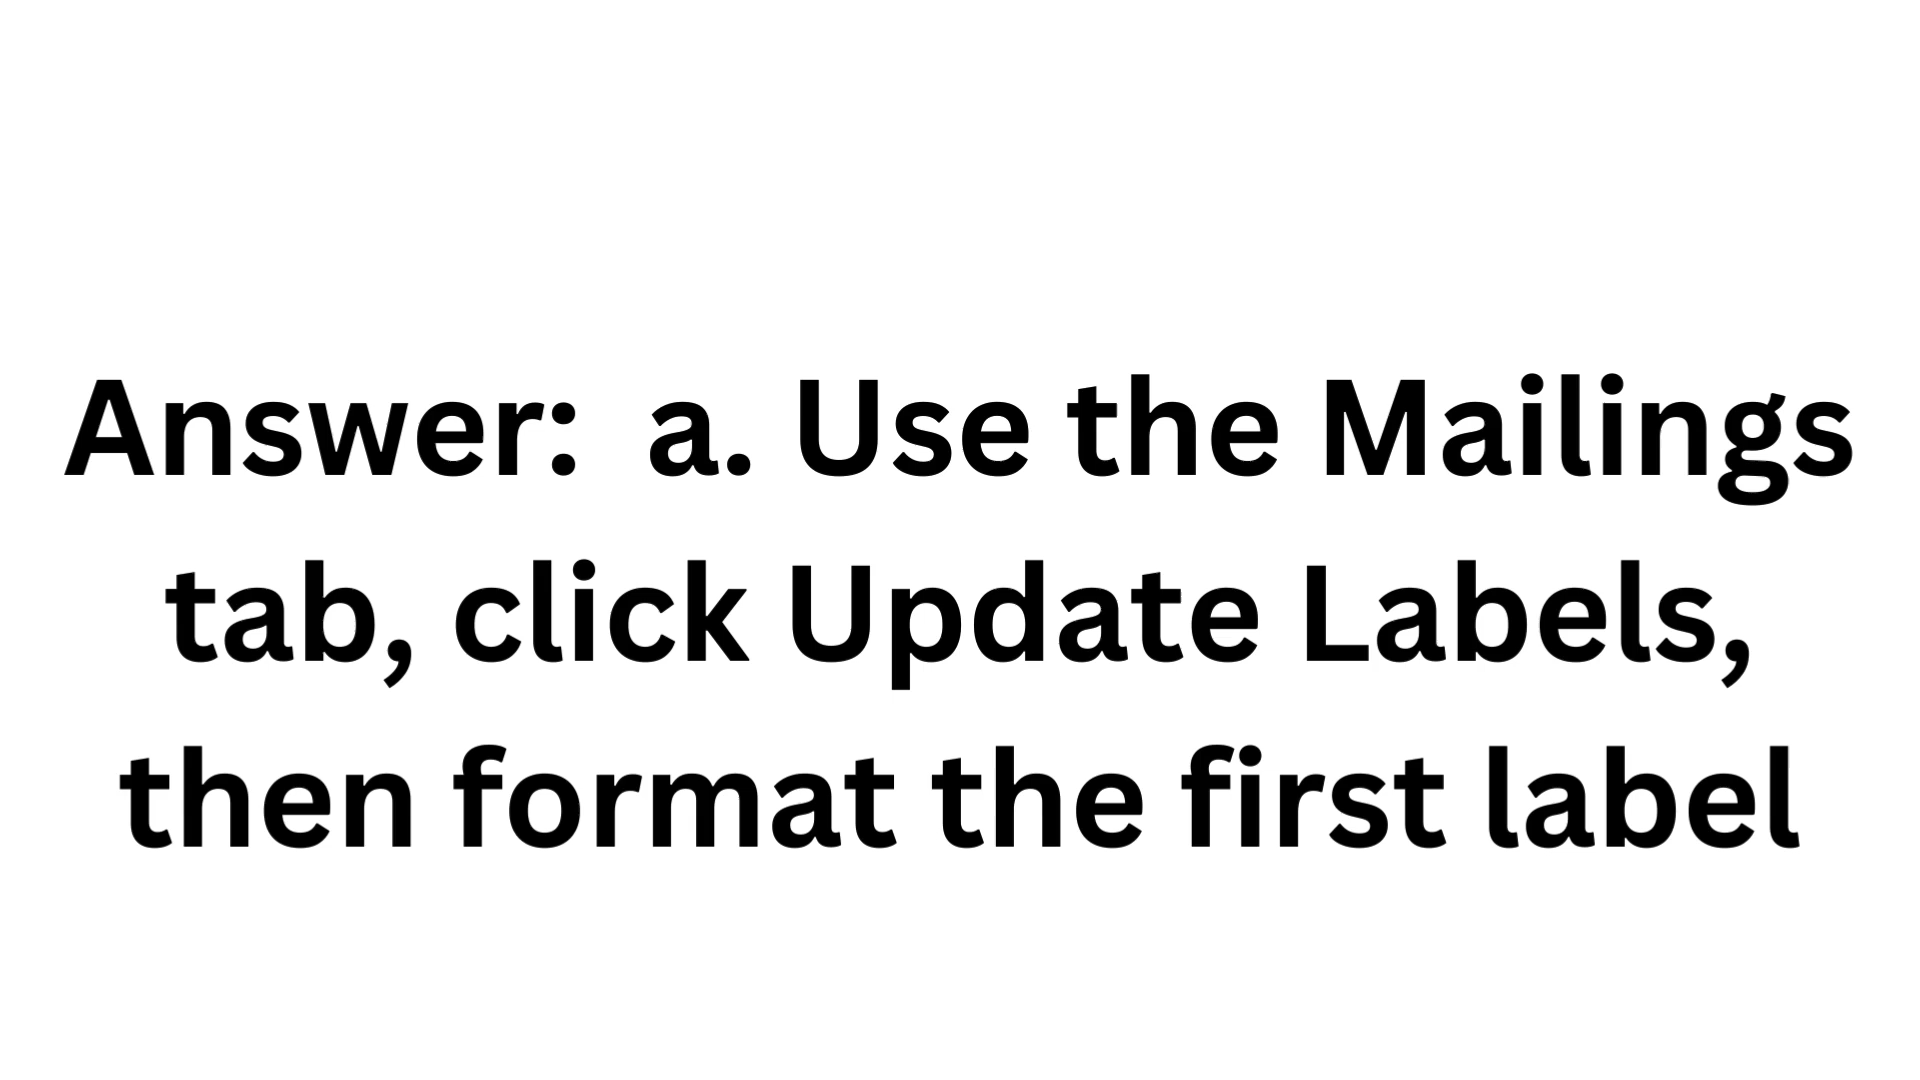 Answer:  a. Use the Mailings
tab, click Update Labels,
then format the first label